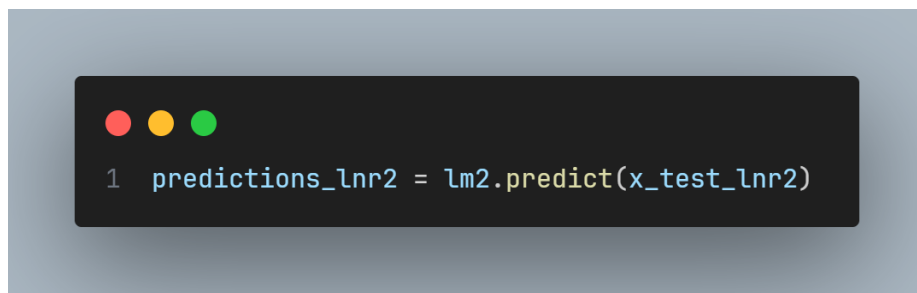 1 predictions_lnr2 = lm2.predict(x_test_lnr2)